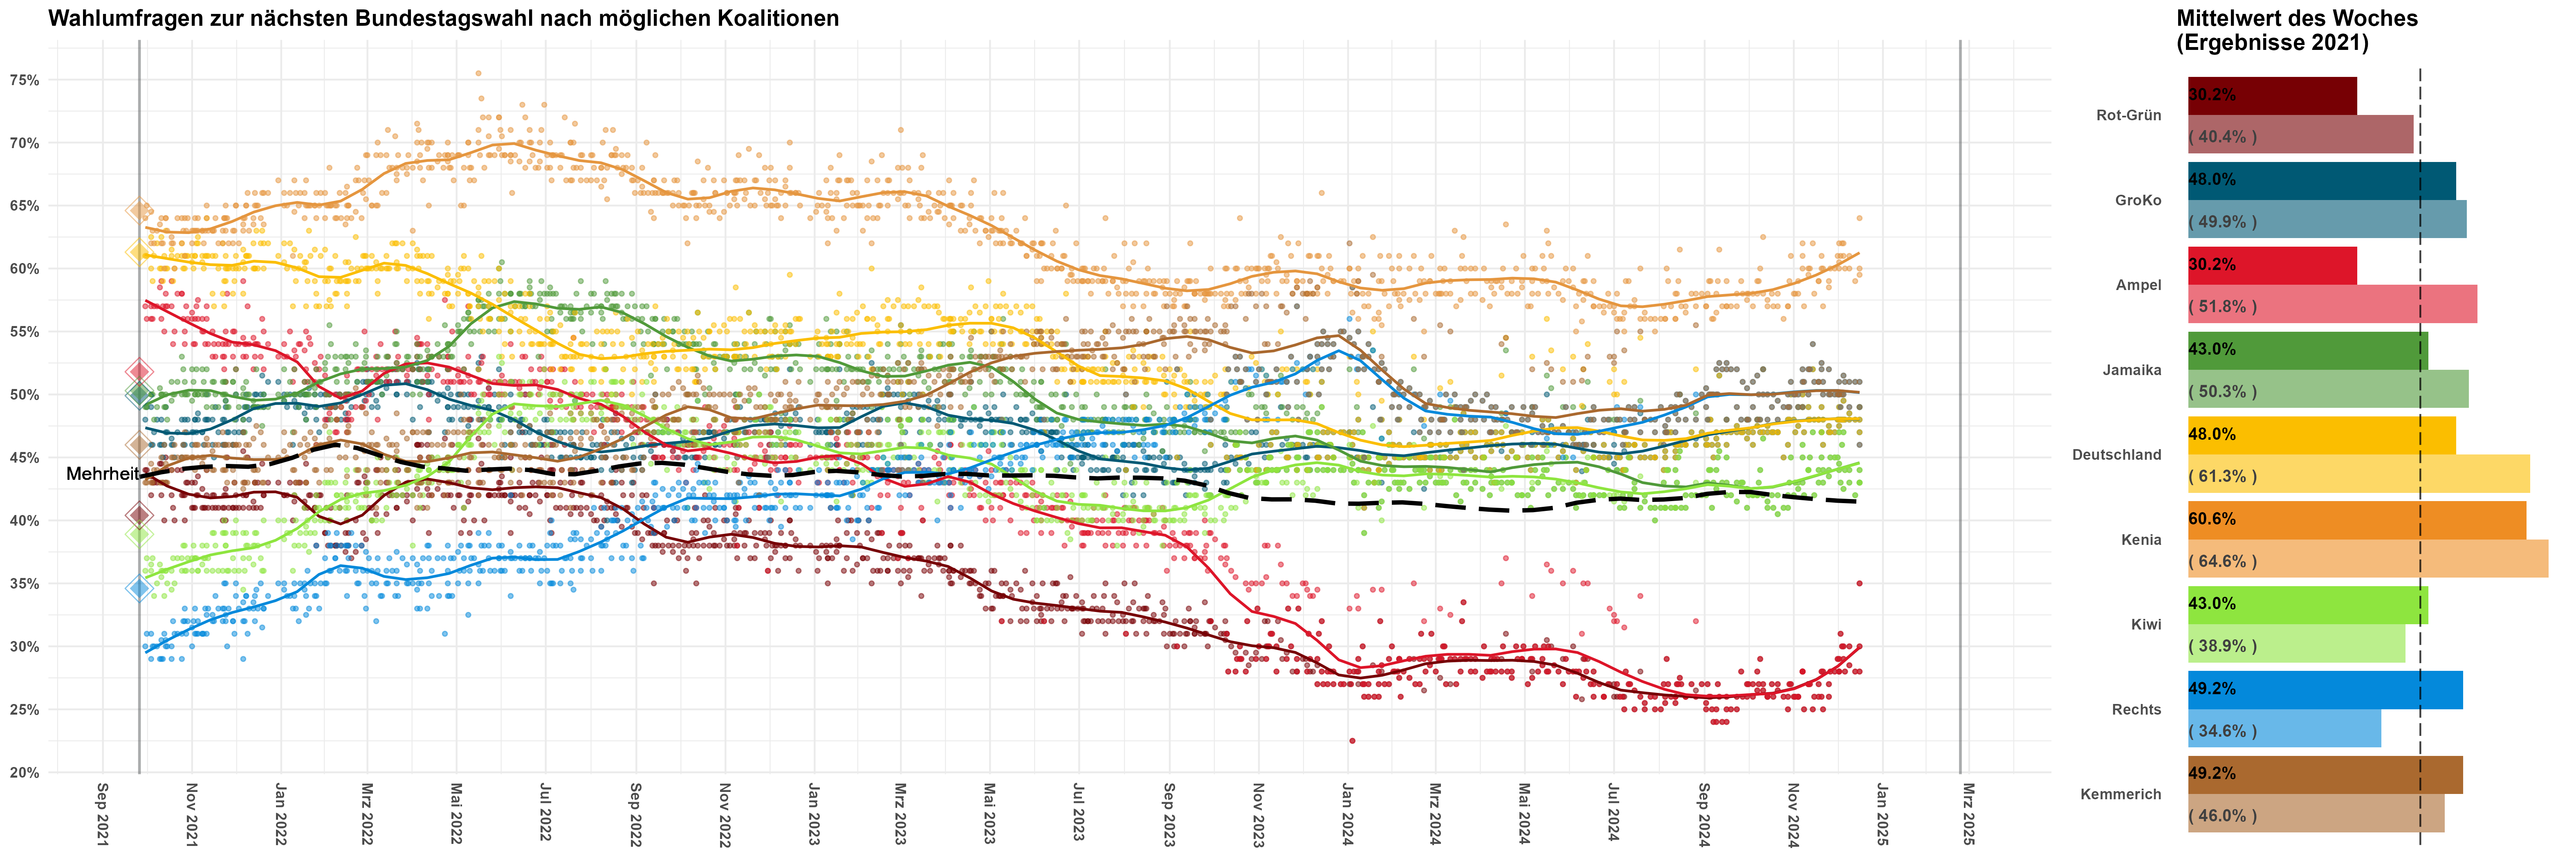 Wahlumfragen zur nächsten Bundestagswahl nach möglichen Koalitionen
75%
70%
65%
60%
55%
50%
45%
40%
35%
30%
25%
20%
Mehrheit
Sep 2021
Nov 2021
Jan 2022
Mrz 2022
Mai 2022
Jul 2022
Sep 2022
Nov 2022
Jan 2023
Mrz 2023
Mai 2023
Jul 2023
Sep 2023
Nov 2023
Jan 2024
Mrz 2024
Mai 2024
Jul 2024
Sep 2024
Nov 2024
Jan 2025
Mrz 2025
Mittelwert des Woches
(Ergebnisse 2021)
Rot-Grün
30.2%
( 40.4% )
GroKo
48.0%
( 49.9% )
Ampel
30.2%
( 51.8% )
Jamaika
43.0%
( 50.3% )
Deutschland
48.0%
( 61.3% )
Kenia
60.6%
( 64.6% )
Kiwi
43.0%
( 38.9% )
Rechts
49.2%
( 34.6% )
Kemmerich
49.2%
( 46.0% )